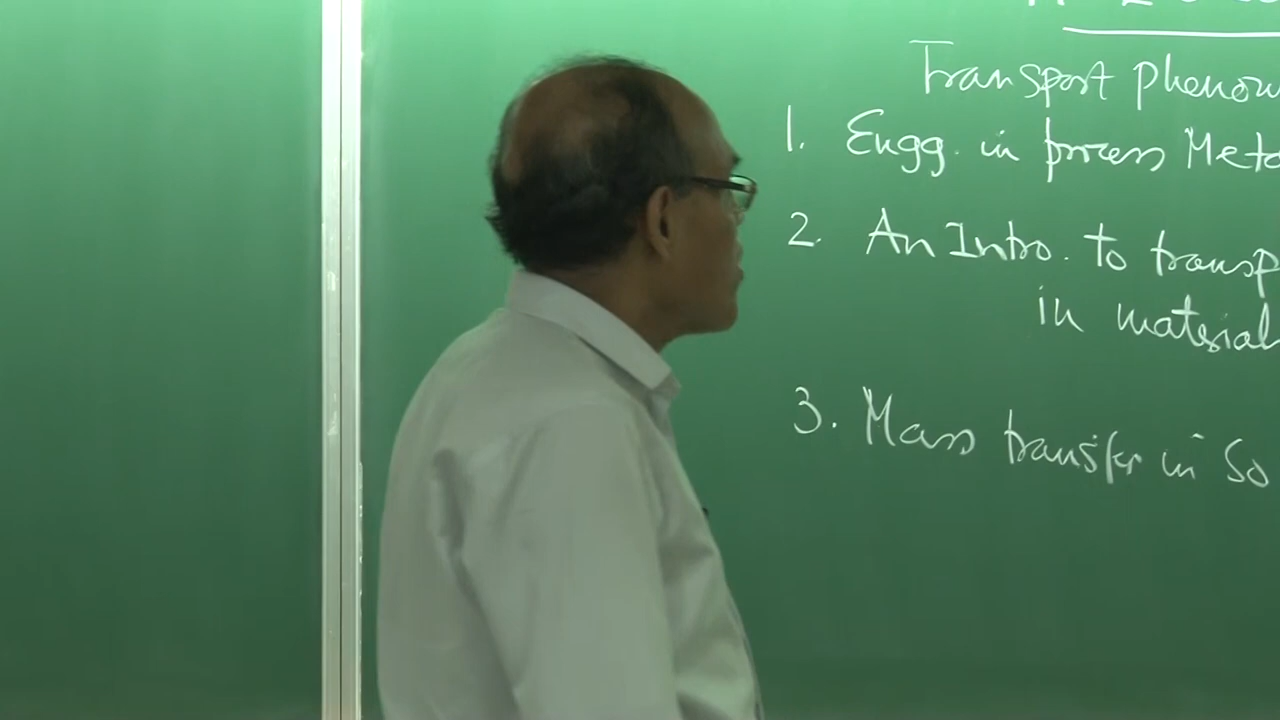 Transport phenom
1. Engg. in process Meta
2. An Intro. to transp
in material
3. Mass transfer in So